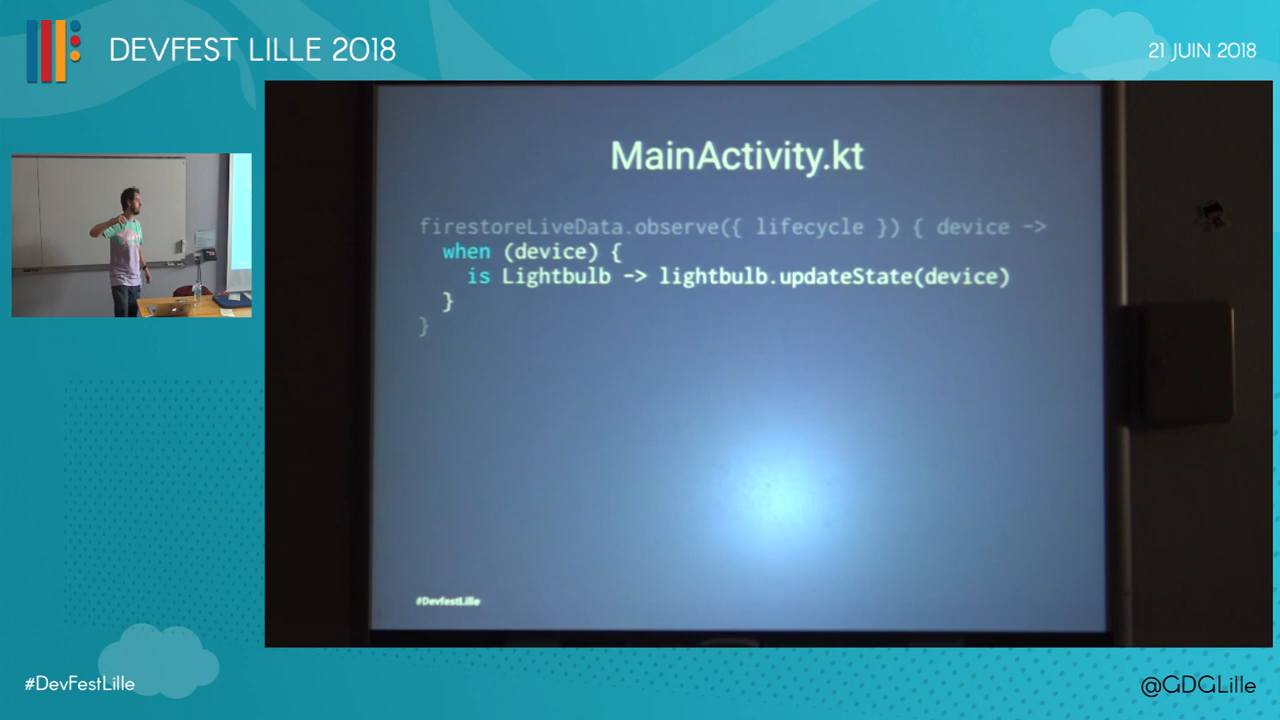 DEVFEST LILLE 2018
21 JUIN 2018
MainActivity.kt
firestoreLiveData.observe({ lifecycle }) { device ->
when (device) {
is Lightbulb -> lightbulb.updateState(device)
}
}
#DevfestLille
#DevFestLille
@GDGLille